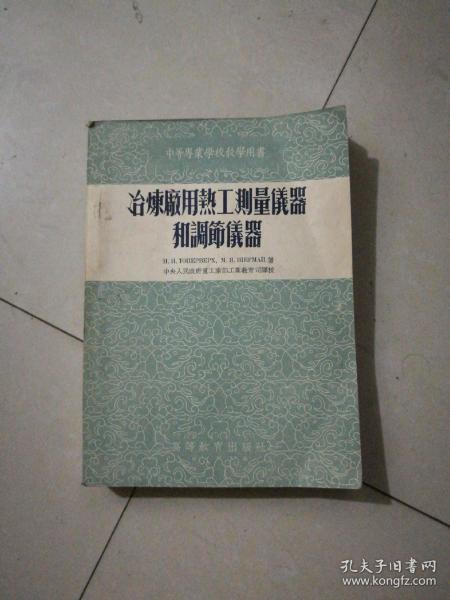 中等專業學校教學用書
冶煉廠用熱工測量儀器
和調節儀器
中央人民政府重工業部工業教育司譯校
高等教育出版社
孔夫子旧书网
www.kongfz.com